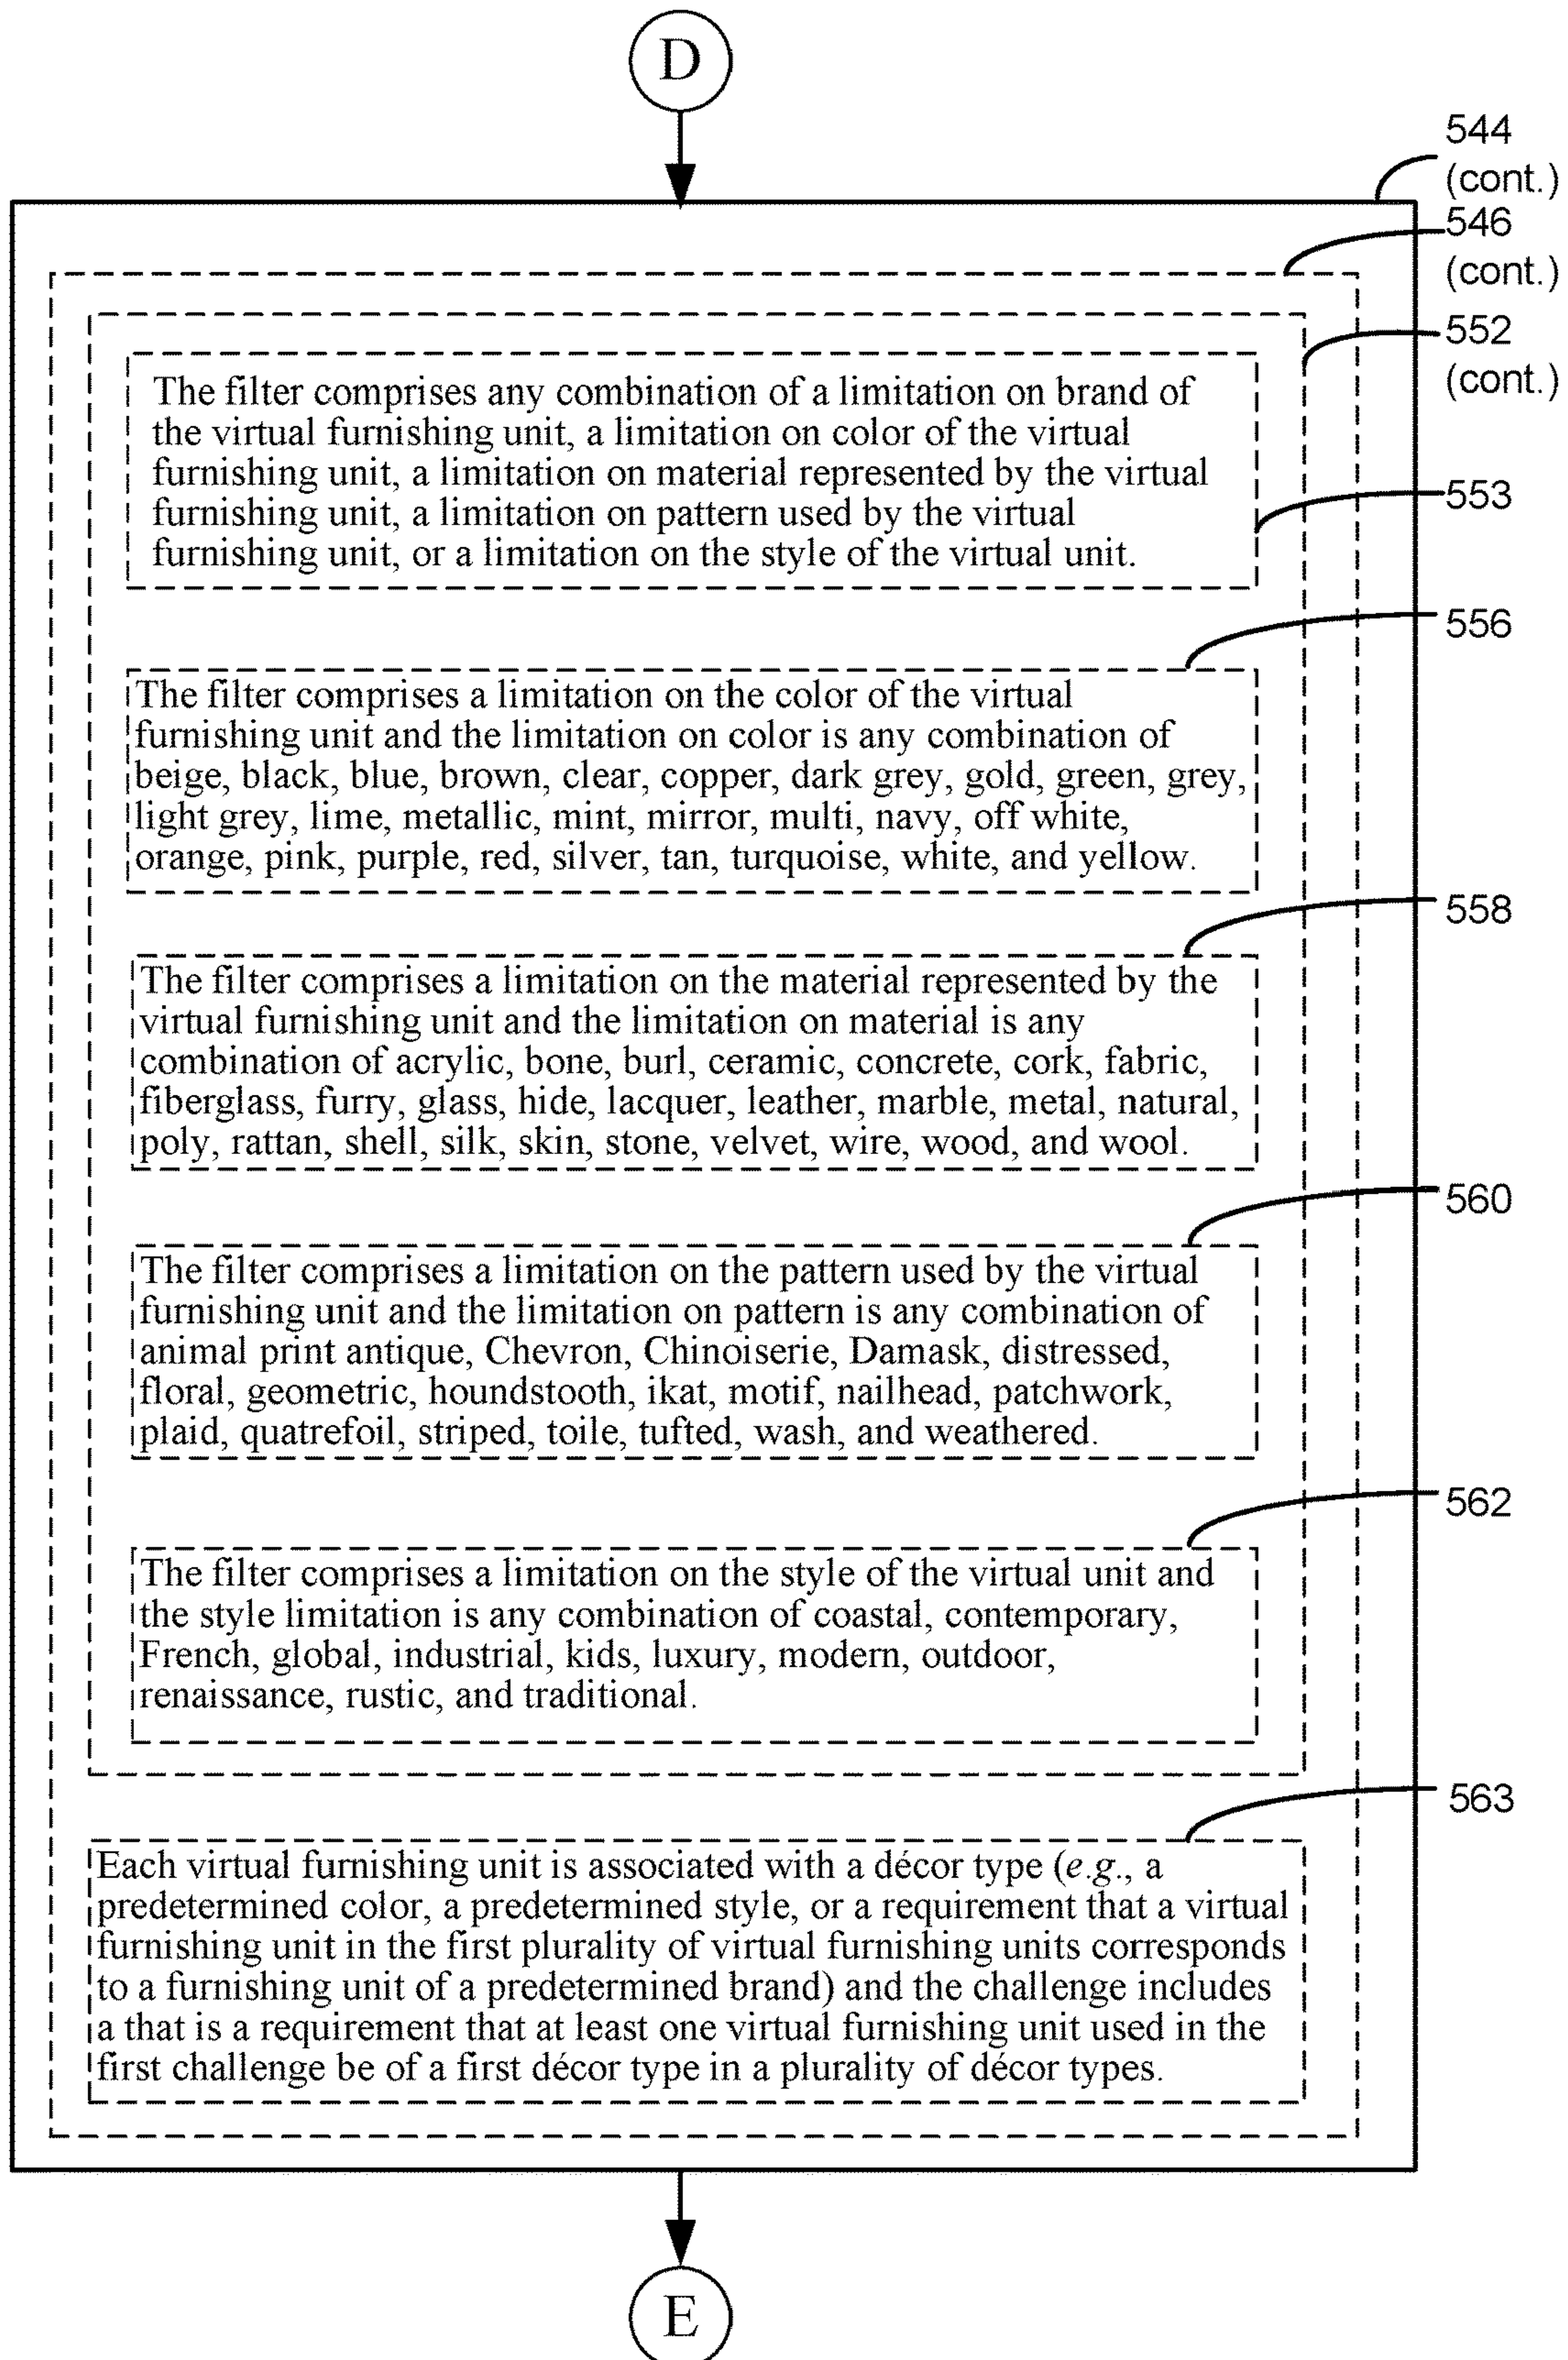 D
544
(cont.)
546
(cont.)
552
(cont.)
The filter comprises any combination of a limitation on brand of
the virtual furnishing unit, a limitation on color of the virtual
furnishing unit, a limitation on material represented by the virtual
furnishing unit, a limitation on pattern used by the virtual
furnishing unit, or a limitation on the style of the virtual unit.
553
556
The filter comprises a limitation on the color of the virtual
furnishing unit and the limitation on color is any combination of
beige, black, blue, brown, clear, copper, dark grey, gold, green, grey,
light grey, lime, metallic, mint, mirror, multi, navy, off white,
orange, pink, purple, red, silver, tan, turquoise, white, and yellow.
558
The filter comprises a limitation on the material represented by the
virtual furnishing unit and the limitation on material is any
combination of acrylic, bone, burl, ceramic, concrete, cork, fabric,
fiberglass, furry, glass, hide, lacquer, leather, marble, metal, natural,
poly, rattan, shell, silk, skin, stone, velvet, wire, wood, and wool.
560
The filter comprises a limitation on the pattern used by the virtual
furnishing unit and the limitation on pattern is any combination of
animal print antique, Chevron, Chinoiserie, Damask, distressed,
floral, geometric, houndstooth, ikat, motif, nailhead, patchwork,
plaid, quatrefoil, striped, toile, tufted, wash, and weathered.
562
The filter comprises a limitation on the style of the virtual unit and
the style limitation is any combination of coastal, contemporary,
French, global, industrial, kids, luxury, modern, outdoor,
renaissance, rustic, and traditional.
563
Each virtual furnishing unit is associated with a décor type (e.g., a
predetermined color, a predetermined style, or a requirement that a virtual
furnishing unit in the first plurality of virtual furnishing units corresponds
to a furnishing unit of a predetermined brand) and the challenge includes
a that is a requirement that at least one virtual furnishing unit used in the
first challenge be of a first décor type in a plurality of décor types.
E